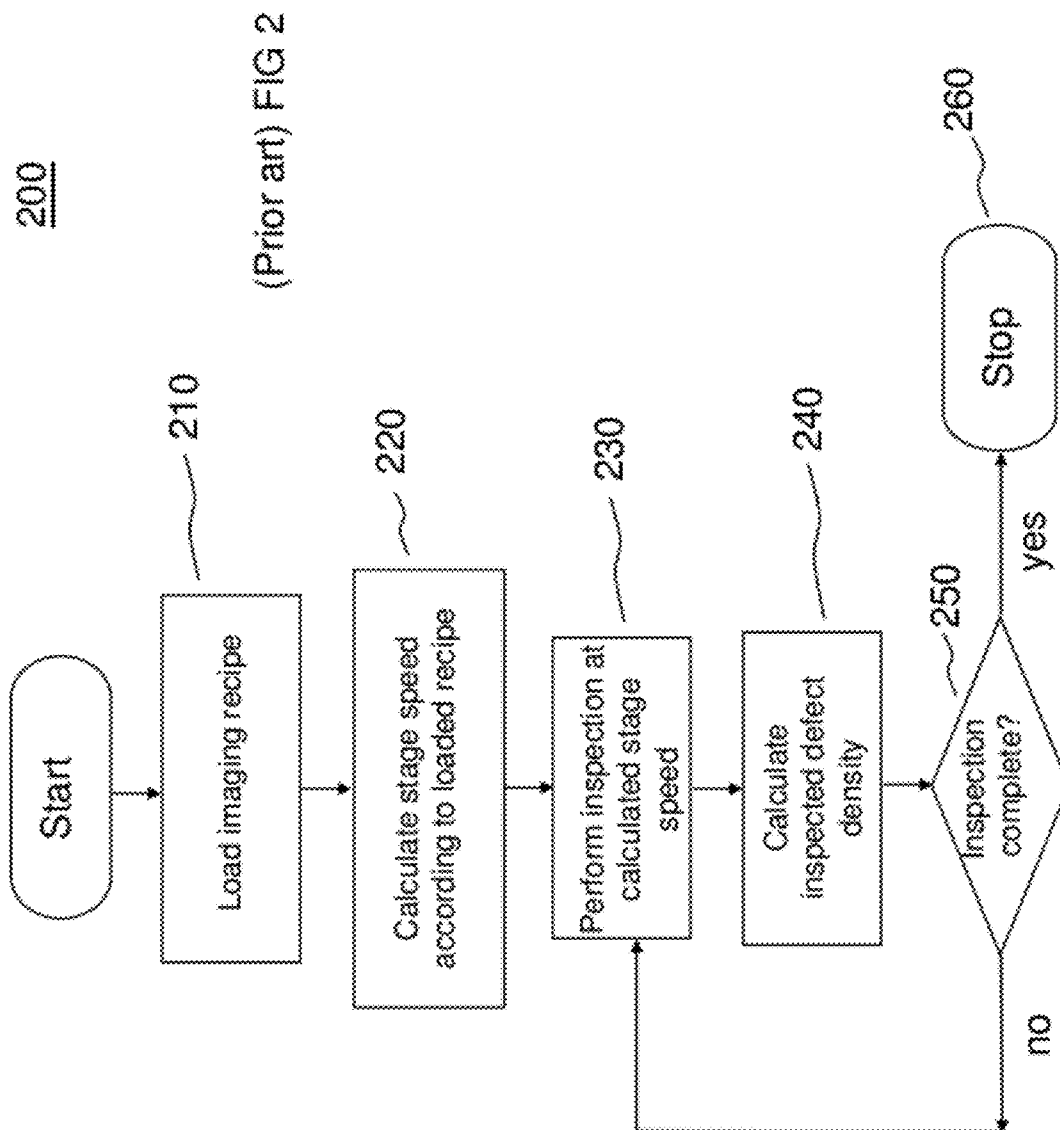 200
(Prior art) FIG 2
Start
Load imaging recipe
210
Calculate stage speed
according to loaded recipe
220
Perform inspection at
calculated stage
speed
230
Calculate
inspected detect
density
240
Inspection
complete?
250
yes
no
Stop
260